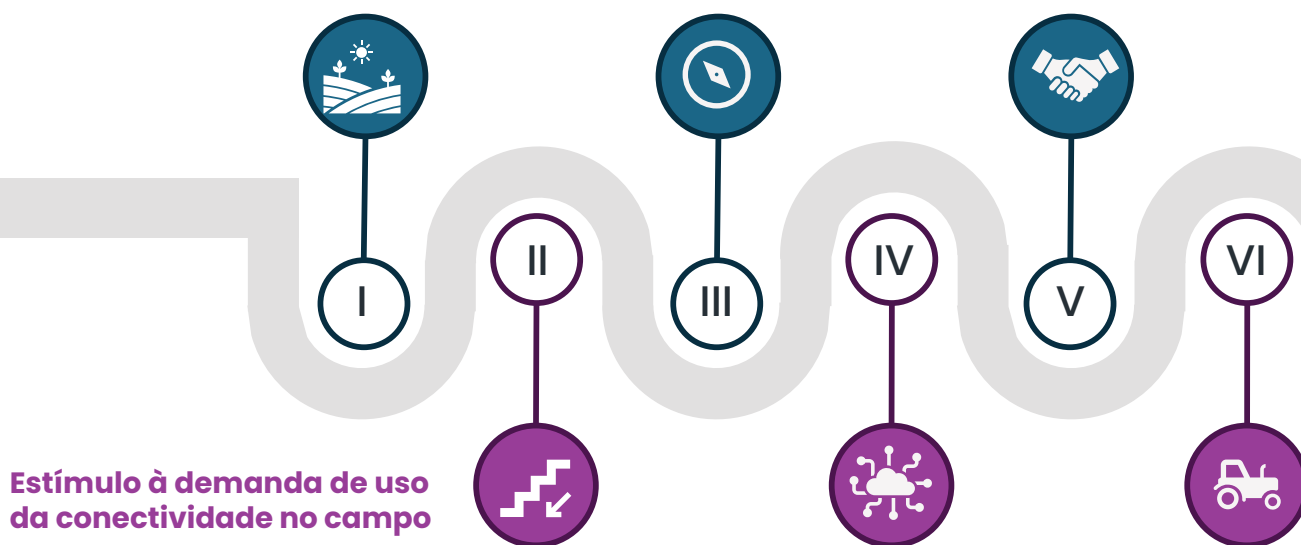 I
II
III
IV
V
VI
Estímulo à demanda de uso
da conectividade no campo